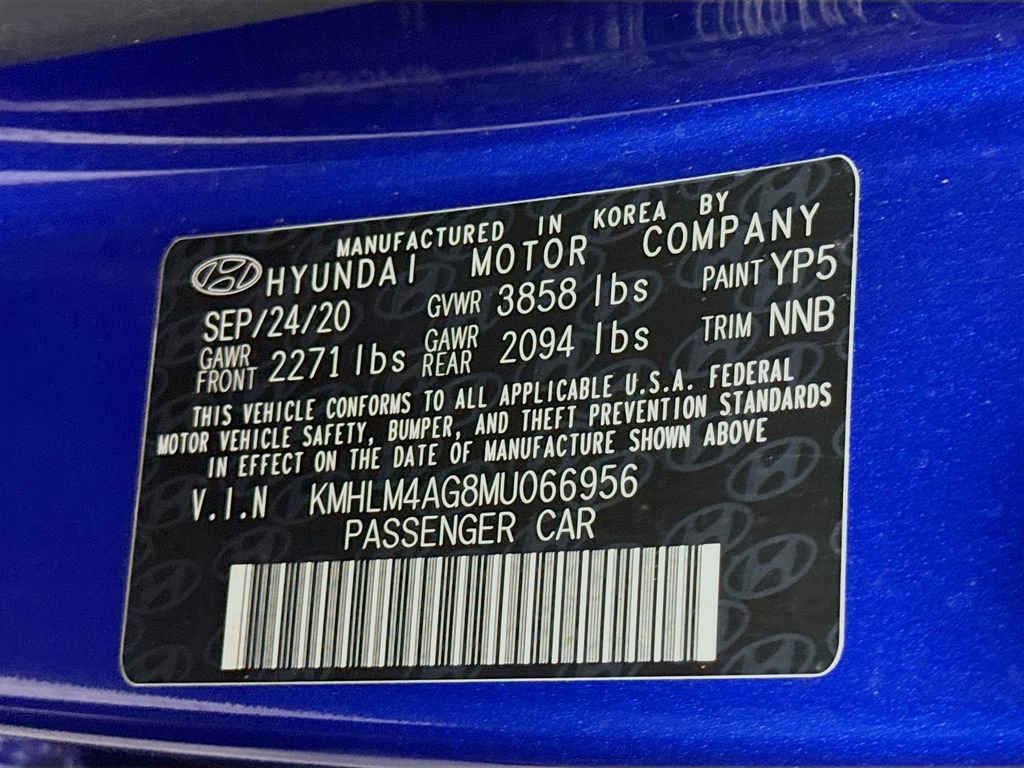 MANUFACTURED IN KOREA BY
HYUNDAI MOTOR COMPANY
SEP/24/20 GVWR 3858 lbs PAINT YP5
GAWR FRONT 2271 lbs GAWR REAR 2094 lbs TRIM NNB
THIS VEHICLE CONFORMS TO ALL APPLICABLE U.S.A. FEDERAL
MOTOR VEHICLE SAFETY, BUMPER, AND THEFT PREVENTION STANDARDS
IN EFFECT ON THE DATE OF MANUFACTURE SHOWN ABOVE
V.I.N KMHLM4AG8MU066956
PASSENGER CAR